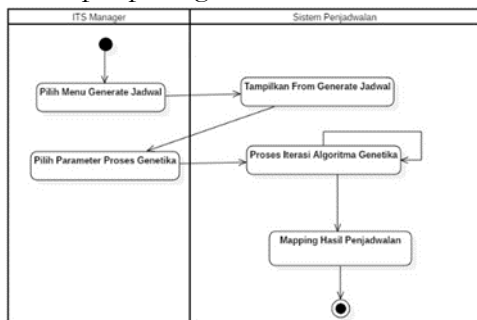 ITS Manager
Sistem Penjadwalan
Pilih Menu Generate Jadwal
Tampilkan From Generate Jadwal
Pilih Parameter Proses Genetika
Proses Iterasi Algoritma Genetika
Mapping Hasil Penjadwalan